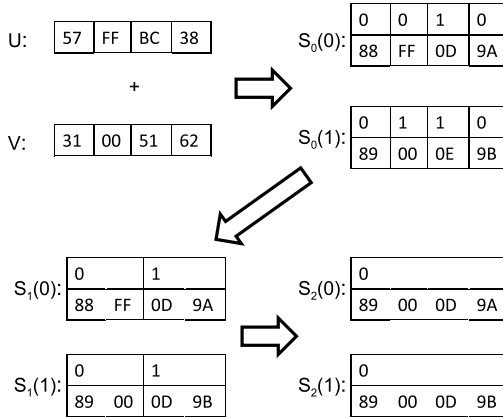 U: 57 FF BC 38
+
V: 31 00 51 62
S0(0): 0 0 1 0
88 FF 0D 9A
S0(1): 0 1 1 0
89 00 0E 9B
S1(0): 0 1
88 FF 0D 9A
S1(1): 0 1
89 00 0D 9B
S2(0): 0
89 00 0D 9A
S2(1): 0
89 00 0D 9B